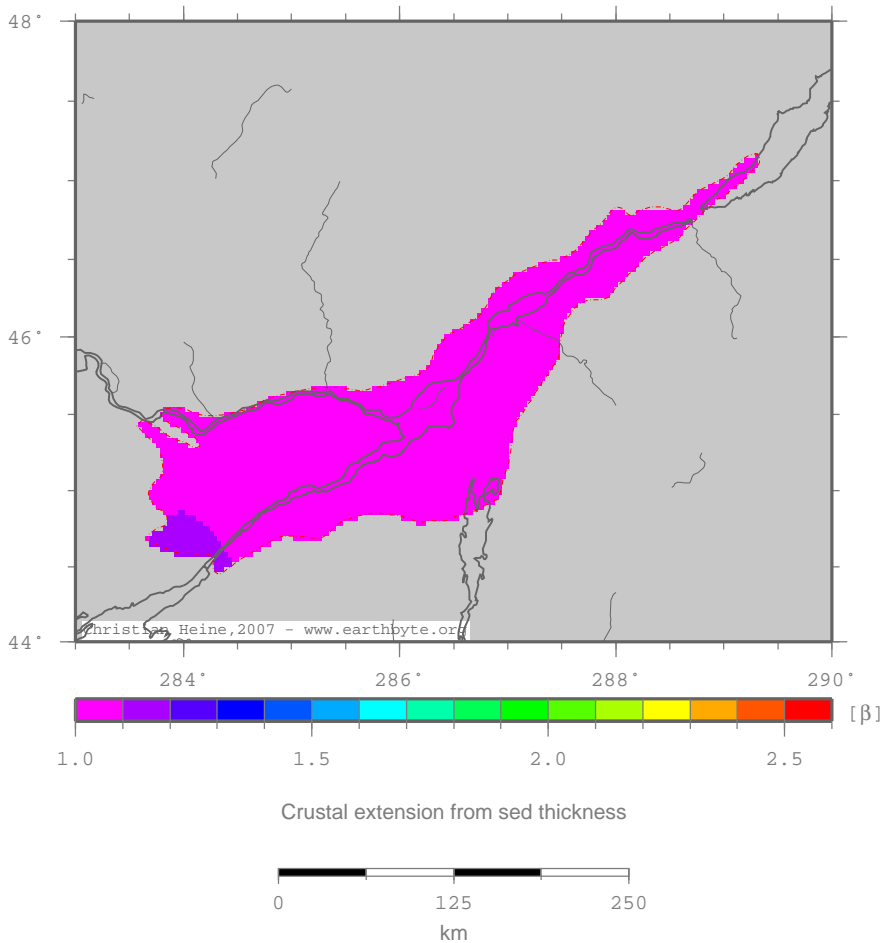 48°
46°
44°
Christian Heine,2007 - www.earthbyte.org
284° 286° 288° 290°
[β]
1.0 1.5 2.0 2.5
Crustal extension from sed thickness
0 125 250
km